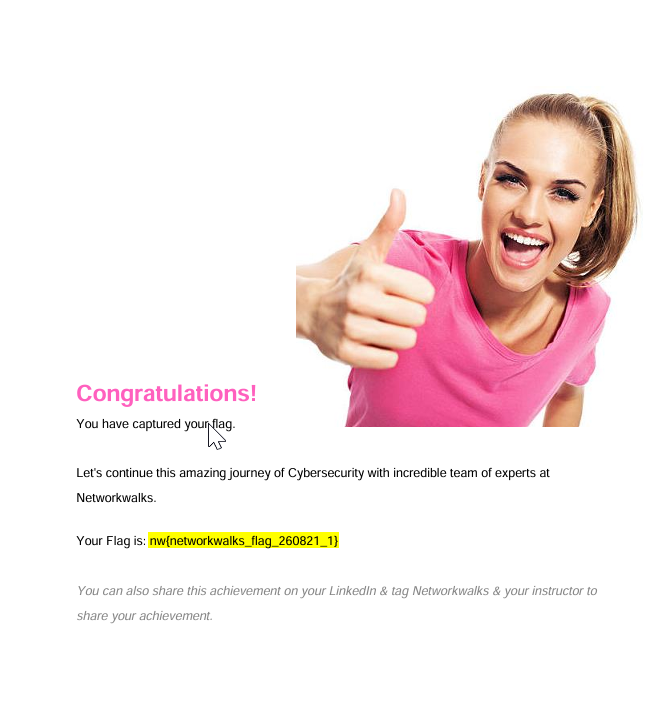 Congratulations!
You have captured your flag.
Let's continue this amazing journey of Cybersecurity with incredible team of experts at
Networkwalks.
Your Flag is: nw{networkwalks_flag_260821_1}
You can also share this achievement on your LinkedIn & tag Networkwalks & your instructor to
share your achievement.